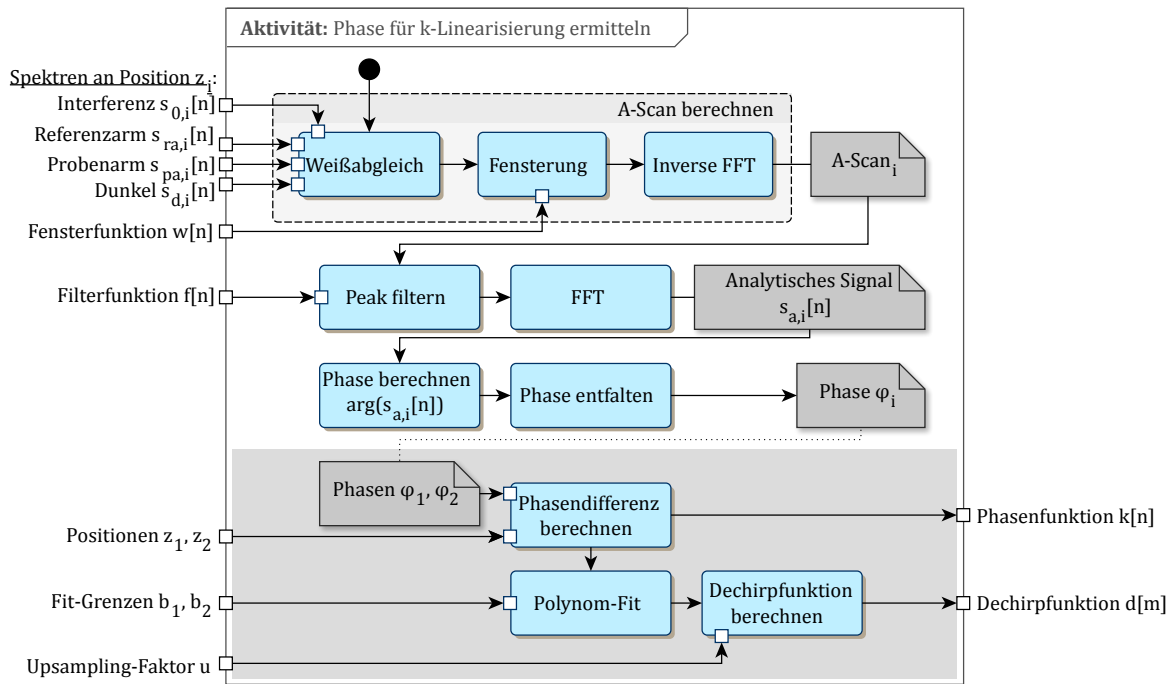 Aktivität: Phase für k-Linearisierung ermitteln
Spektren an Position z_i:
Interferenz s_0,i[n]
Referenzarm s_ra,i[n]
Probenarm s_pa,i[n]
Dunkel s_d,i[n]
A-Scan berechnen
Weißabgleich
Fensterung
Inverse FFT
A-Scan_i
Fensterfunktion w[n]
Filterfunktion f[n]
Peak filtern
FFT
Analytisches Signal
s_a,i[n]
Phase berechnen
arg(s_a,i[n])
Phase entfalten
Phase φ_i
Phasen φ_1, φ_2
Phasendifferenz
berechnen
Positionen z_1, z_2
Phasenfunktion k[n]
Fit-Grenzen b_1, b_2
Polynom-Fit
Dechirpfunktion
berechnen
Dechirpfunktion d[m]
Upsampling-Faktor u